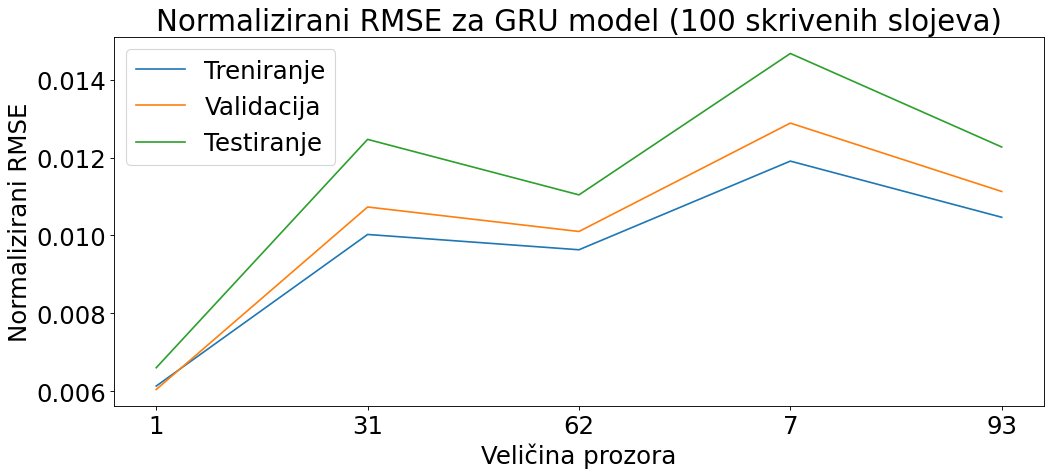 Normalizirani RMSE za GRU model (100 skrivenih slojeva)
Treniranje
Validacija
Testiranje
Normalizirani RMSE
0.014
0.012
0.010
0.008
0.006
1 31 62 7 93
Veličina prozora